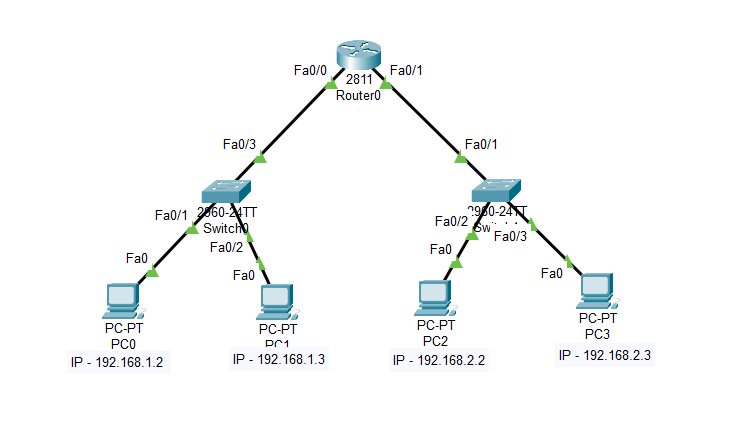 Fa0/0
Fa0/1
2811
Router0
Fa0/3
Fa0/1
2960-24TT
Switch0
2960-24TT
Fa0/1
Fa0/2
Fa0/2
Fa0/3
Fa0
Fa0
Fa0
Fa0
PC-PT
PC0
IP - 192.168.1.2
PC-PT
PC1
IP - 192.168.1.3
PC-PT
PC2
IP - 192.168.2.2
PC-PT
PC3
IP - 192.168.2.3